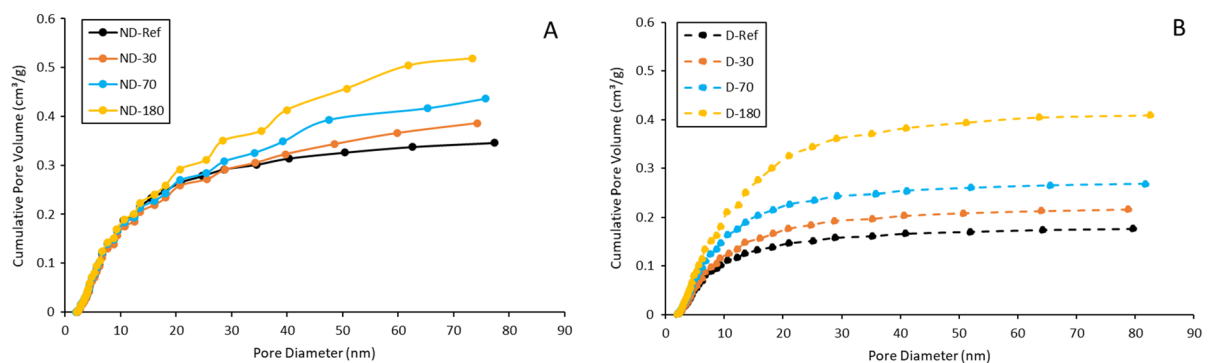 A
ND-Ref
ND-30
ND-70
ND-180
Cumulative Pore Volume (cm³/g)
0.6
0.5
0.4
0.3
0.2
0.1
0
0 10 20 30 40 50 60 70 80 90
Pore Diameter (nm)
B
D-Ref
D-30
D-70
D-180
Cumulative Pore Volume (cm³/g)
0.6
0.5
0.4
0.3
0.2
0.1
0
0 10 20 30 40 50 60 70 80 90
Pore Diameter (nm)